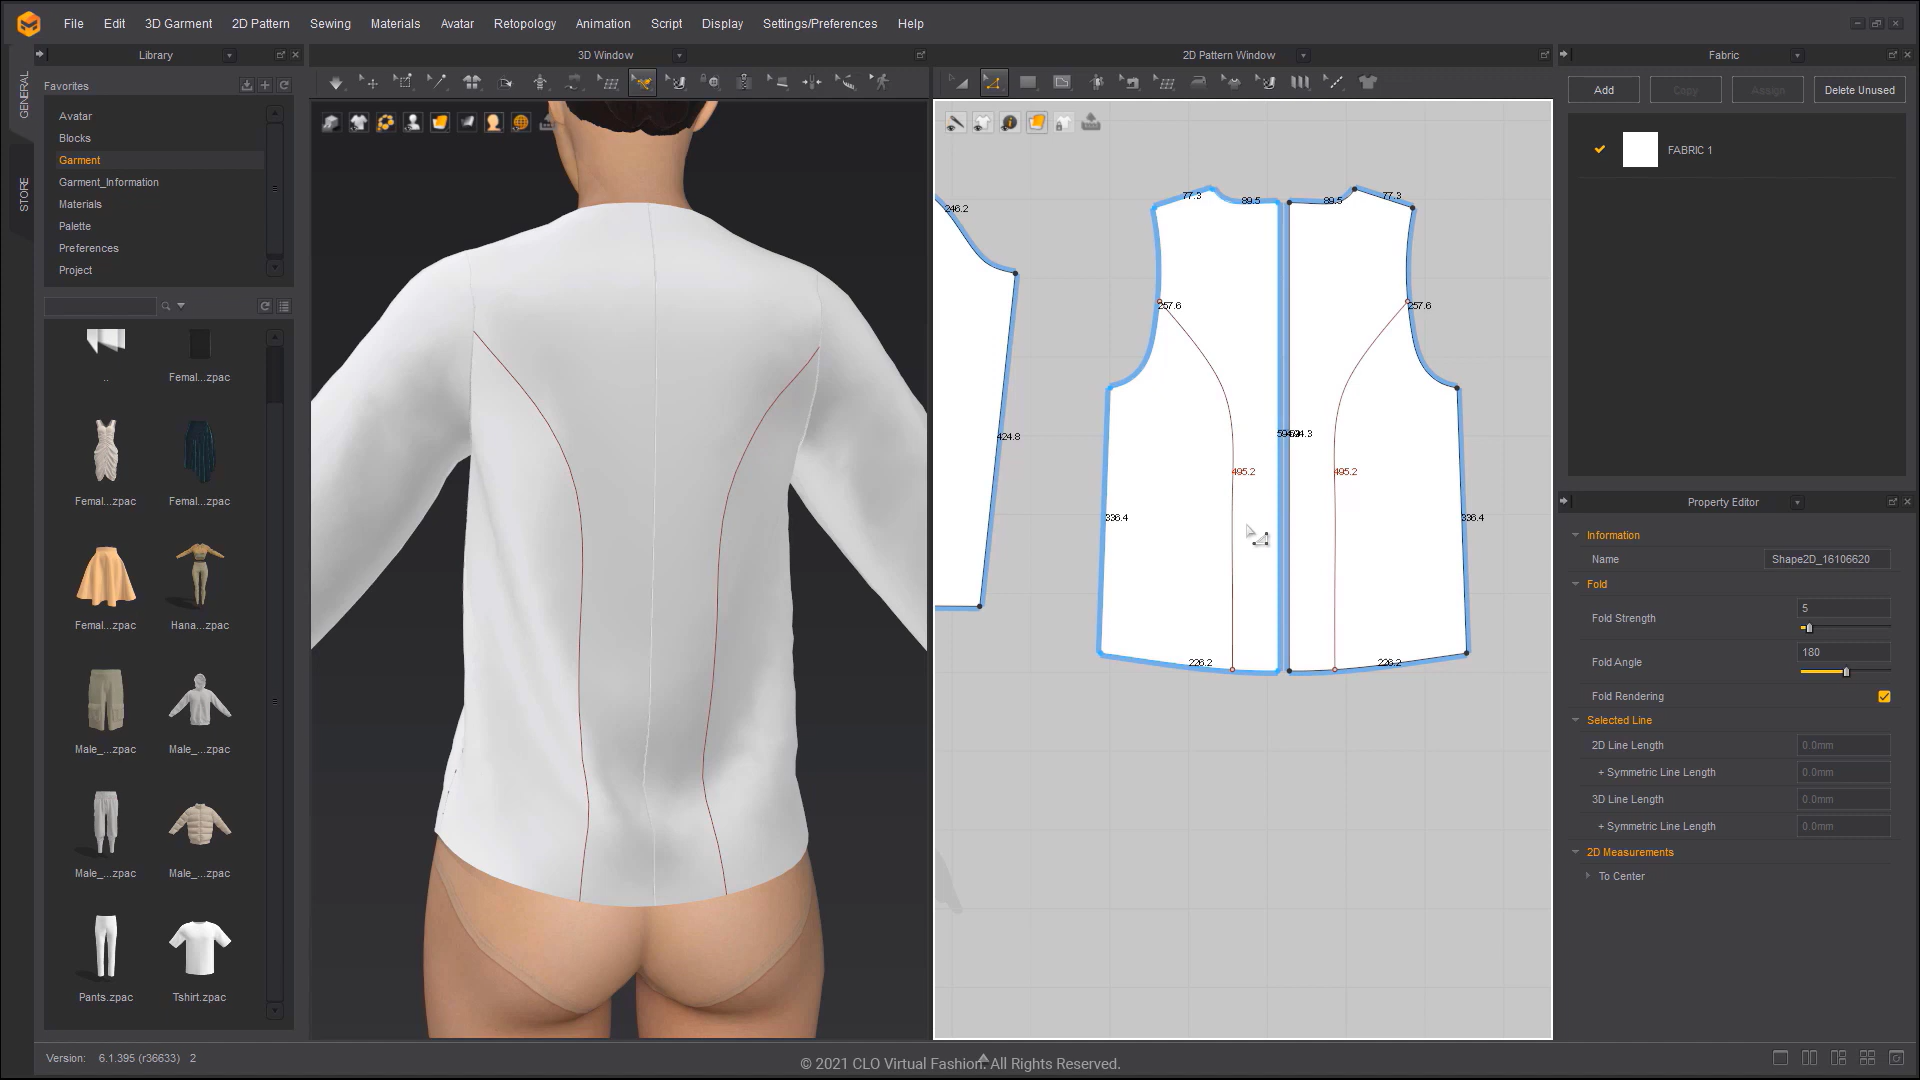 File Edit 3D Garment 2D Pattern Sewing Materials Avatar Retopology Animation Script Display Settings/Preferences Help
Library
3D Window
2D Pattern Window
Fabric
GENERAL
STORE
Favorites
Avatar
Blocks
Garment
Garment_Information
Materials
Palette
Preferences
Project
..
Femal...zpac
Femal...zpac
Femal...zpac
Femal...zpac
Hana...zpac
Male_...zpac
Male_...zpac
Male_...zpac
Male_...zpac
Pants.zpac
Tshirt.zpac
246.2
424.8
77.3
89.5
89.5
77.3
257.6
257.6
495.2
495.2
336.4
336.4
226.2
226.2
Add Copy Assign Delete Unused
FABRIC 1
Property Editor
Information
Name Shape2D_16106620
Fold
Fold Strength 5
Fold Angle 180
Fold Rendering
Selected Line
2D Line Length 0.0mm
+ Symmetric Line Length 0.0mm
3D Line Length 0.0mm
+ Symmetric Line Length 0.0mm
2D Measurements
To Center
Version: 6.1.395 (r36633) 2
© 2021 CLO Virtual Fashion. All Rights Reserved.